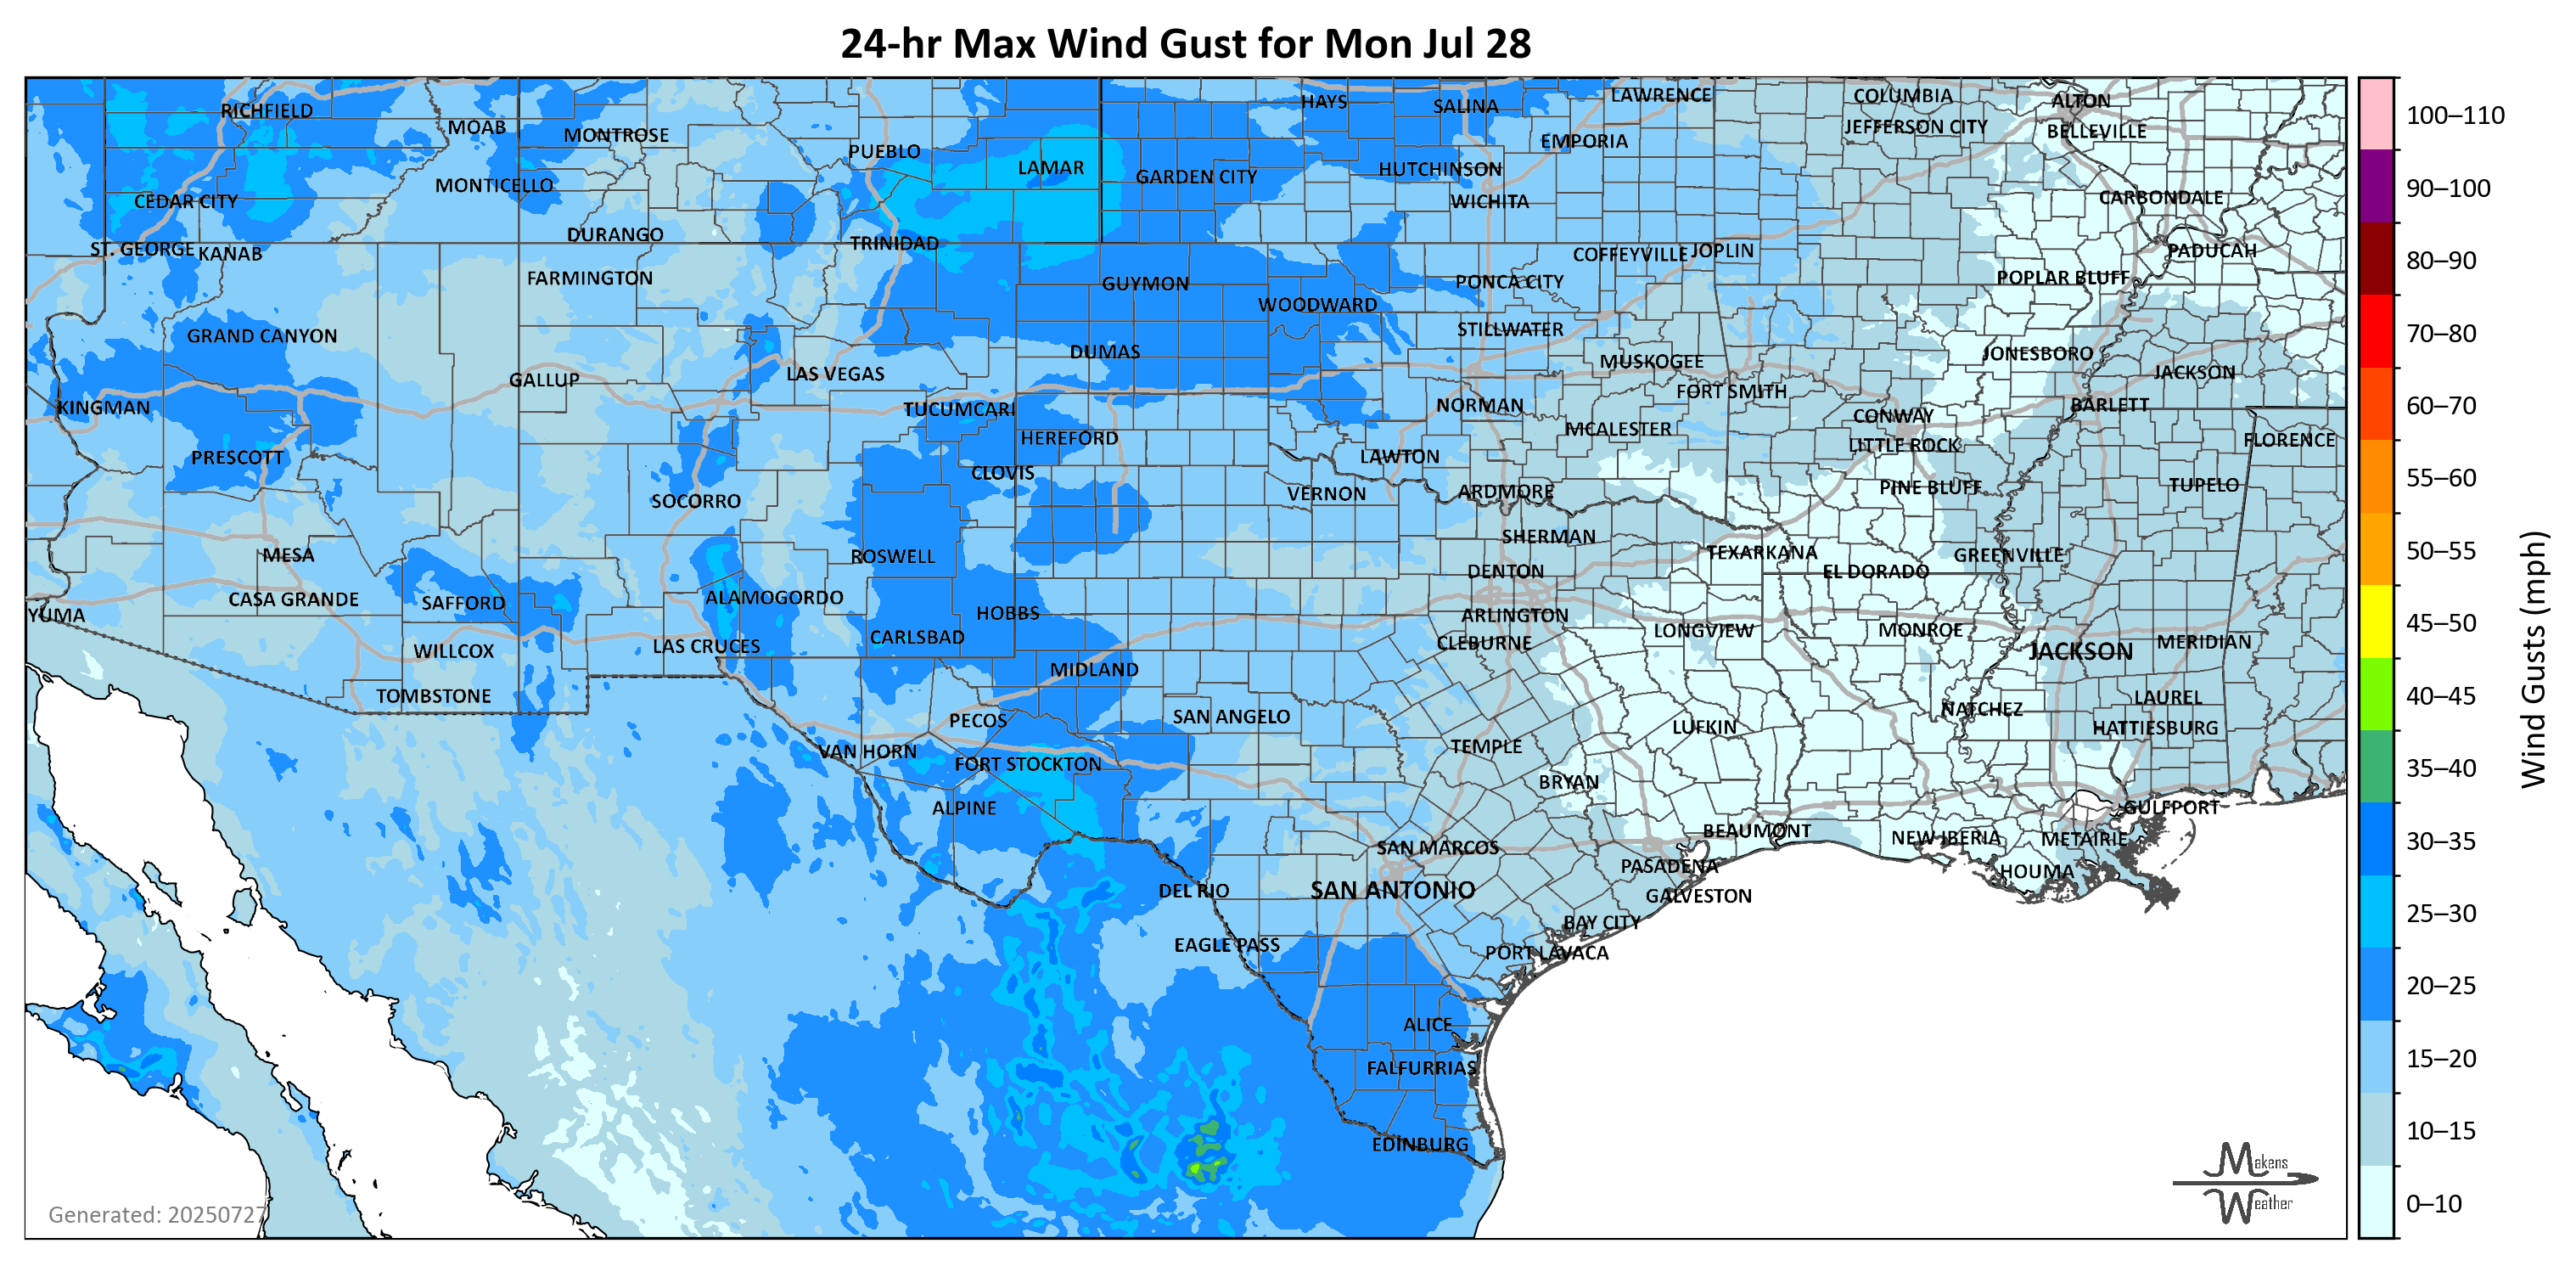 24-hr Max Wind Gust for Mon Jul 28
RICHFIELD
MOAB
MONTROSE
PUEBLO
LAMAR
HAYS
SALINA
LAWRENCE
COLUMBIA
ALTON
JEFFERSON CITY
BELLEVILLE
EMPORIA
HUTCHINSON
GARDEN CITY
MONTICELLO
CEDAR CITY
WICHITA
CARBONDALE
DURANGO
TRINIDAD
ST. GEORGE
KANAB
COFFEYVILLE
JOPLIN
PADUCAH
FARMINGTON
GUYMON
PONCA CITY
POPLAR BLUFF
WOODWARD
GRAND CANYON
STILLWATER
DUMAS
MUSKOGEE
JONESBORO
JACKSON
LAS VEGAS
GALLUP
FORT SMITH
KINGMAN
TUCUMCARI
NORMAN
BARLETT
CONWAY
MCALESTER
HEREFORD
LITTLE ROCK
FLORENCE
PRESCOTT
LAWTON
CLOVIS
SOCORRO
VERNON
ARDMORE
PINE BLUFF
TUPELO
SHERMAN
MESA
ROSWELL
TEXARKANA
GREENVILLE
DENTON
EL DORADO
CASA GRANDE
SAFFORD
ALAMOGORDO
YUMA
HOBBS
ARLINGTON
CARLSBAD
CLEBURNE
LONGVIEW
MONROE
LAS CRUCES
WILLCOX
JACKSON
MERIDIAN
MIDLAND
TOMBSTONE
LAUREL
NATCHEZ
PECOS
SAN ANGELO
LUFKIN
HATTIESBURG
VAN HORN
TEMPLE
FORT STOCKTON
BRYAN
ALPINE
GULFPORT
BEAUMONT
NEW IBERIA
METAIRIE
SAN MARCOS
PASADENA
HOUMA
DEL RIO
SAN ANTONIO
GALVESTON
BAY CITY
EAGLE PASS
PORT LAVACA
ALICE
FALFURRIAS
EDINBURG
Generated: 20250727
Makens
Weather
100–110
90–100
80–90
70–80
60–70
55–60
50–55
45–50
40–45
35–40
30–35
25–30
20–25
15–20
10–15
0–10
Wind Gusts (mph)